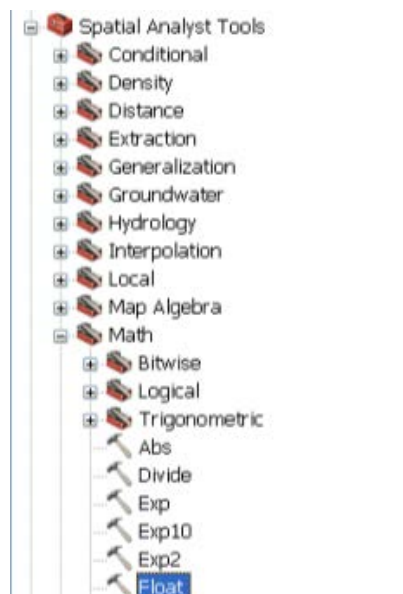 Spatial Analyst Tools
Conditional
Density
Distance
Extraction
Generalization
Groundwater
Hydrology
Interpolation
Local
Map Algebra
Math
Bitwise
Logical
Trigonometric
Abs
Divide
Exp
Exp10
Exp2
Float